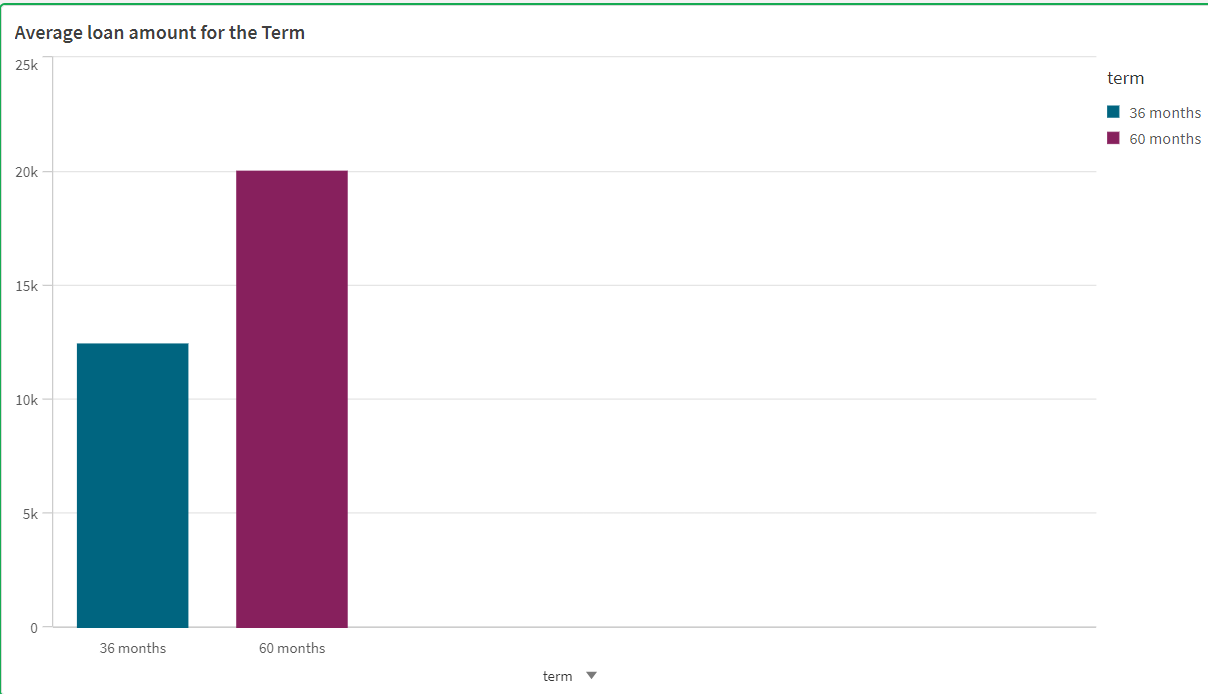 Average loan amount for the Term
25k
20k
15k
10k
5k
0
36 months
60 months
term
term
36 months
60 months